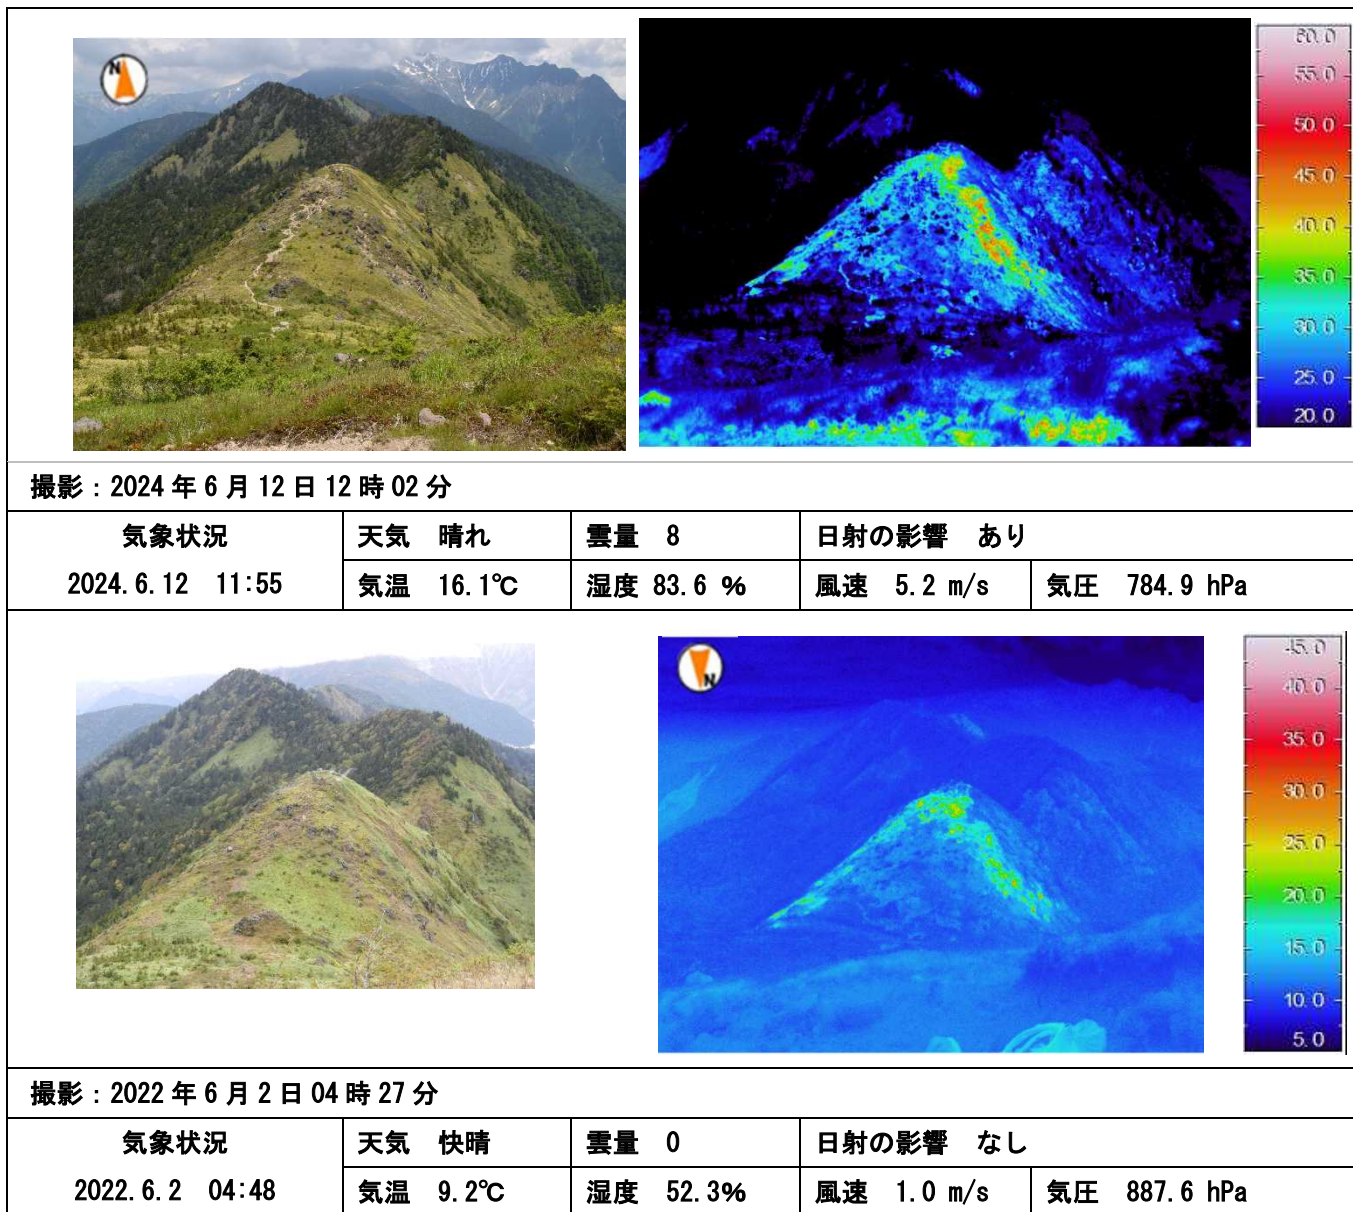 N
60.0
55.0
50.0
45.0
40.0
35.0
30.0
25.0
20.0
撮影：2024 年 6 月 12 日 12 時 02 分
気象状況
2024.6.12 11:55
天気 晴れ
雲量 8
日射の影響 あり
気温 16.1℃
湿度 83.6 %
風速 5.2 m/s
気圧 784.9 hPa
N
45.0
40.0
35.0
30.0
25.0
20.0
15.0
10.0
5.0
撮影：2022 年 6 月 2 日 04 時 27 分
気象状況
2022.6.2 04:48
天気 快晴
雲量 0
日射の影響 なし
気温 9.2℃
湿度 52.3%
風速 1.0 m/s
気圧 887.6 hPa